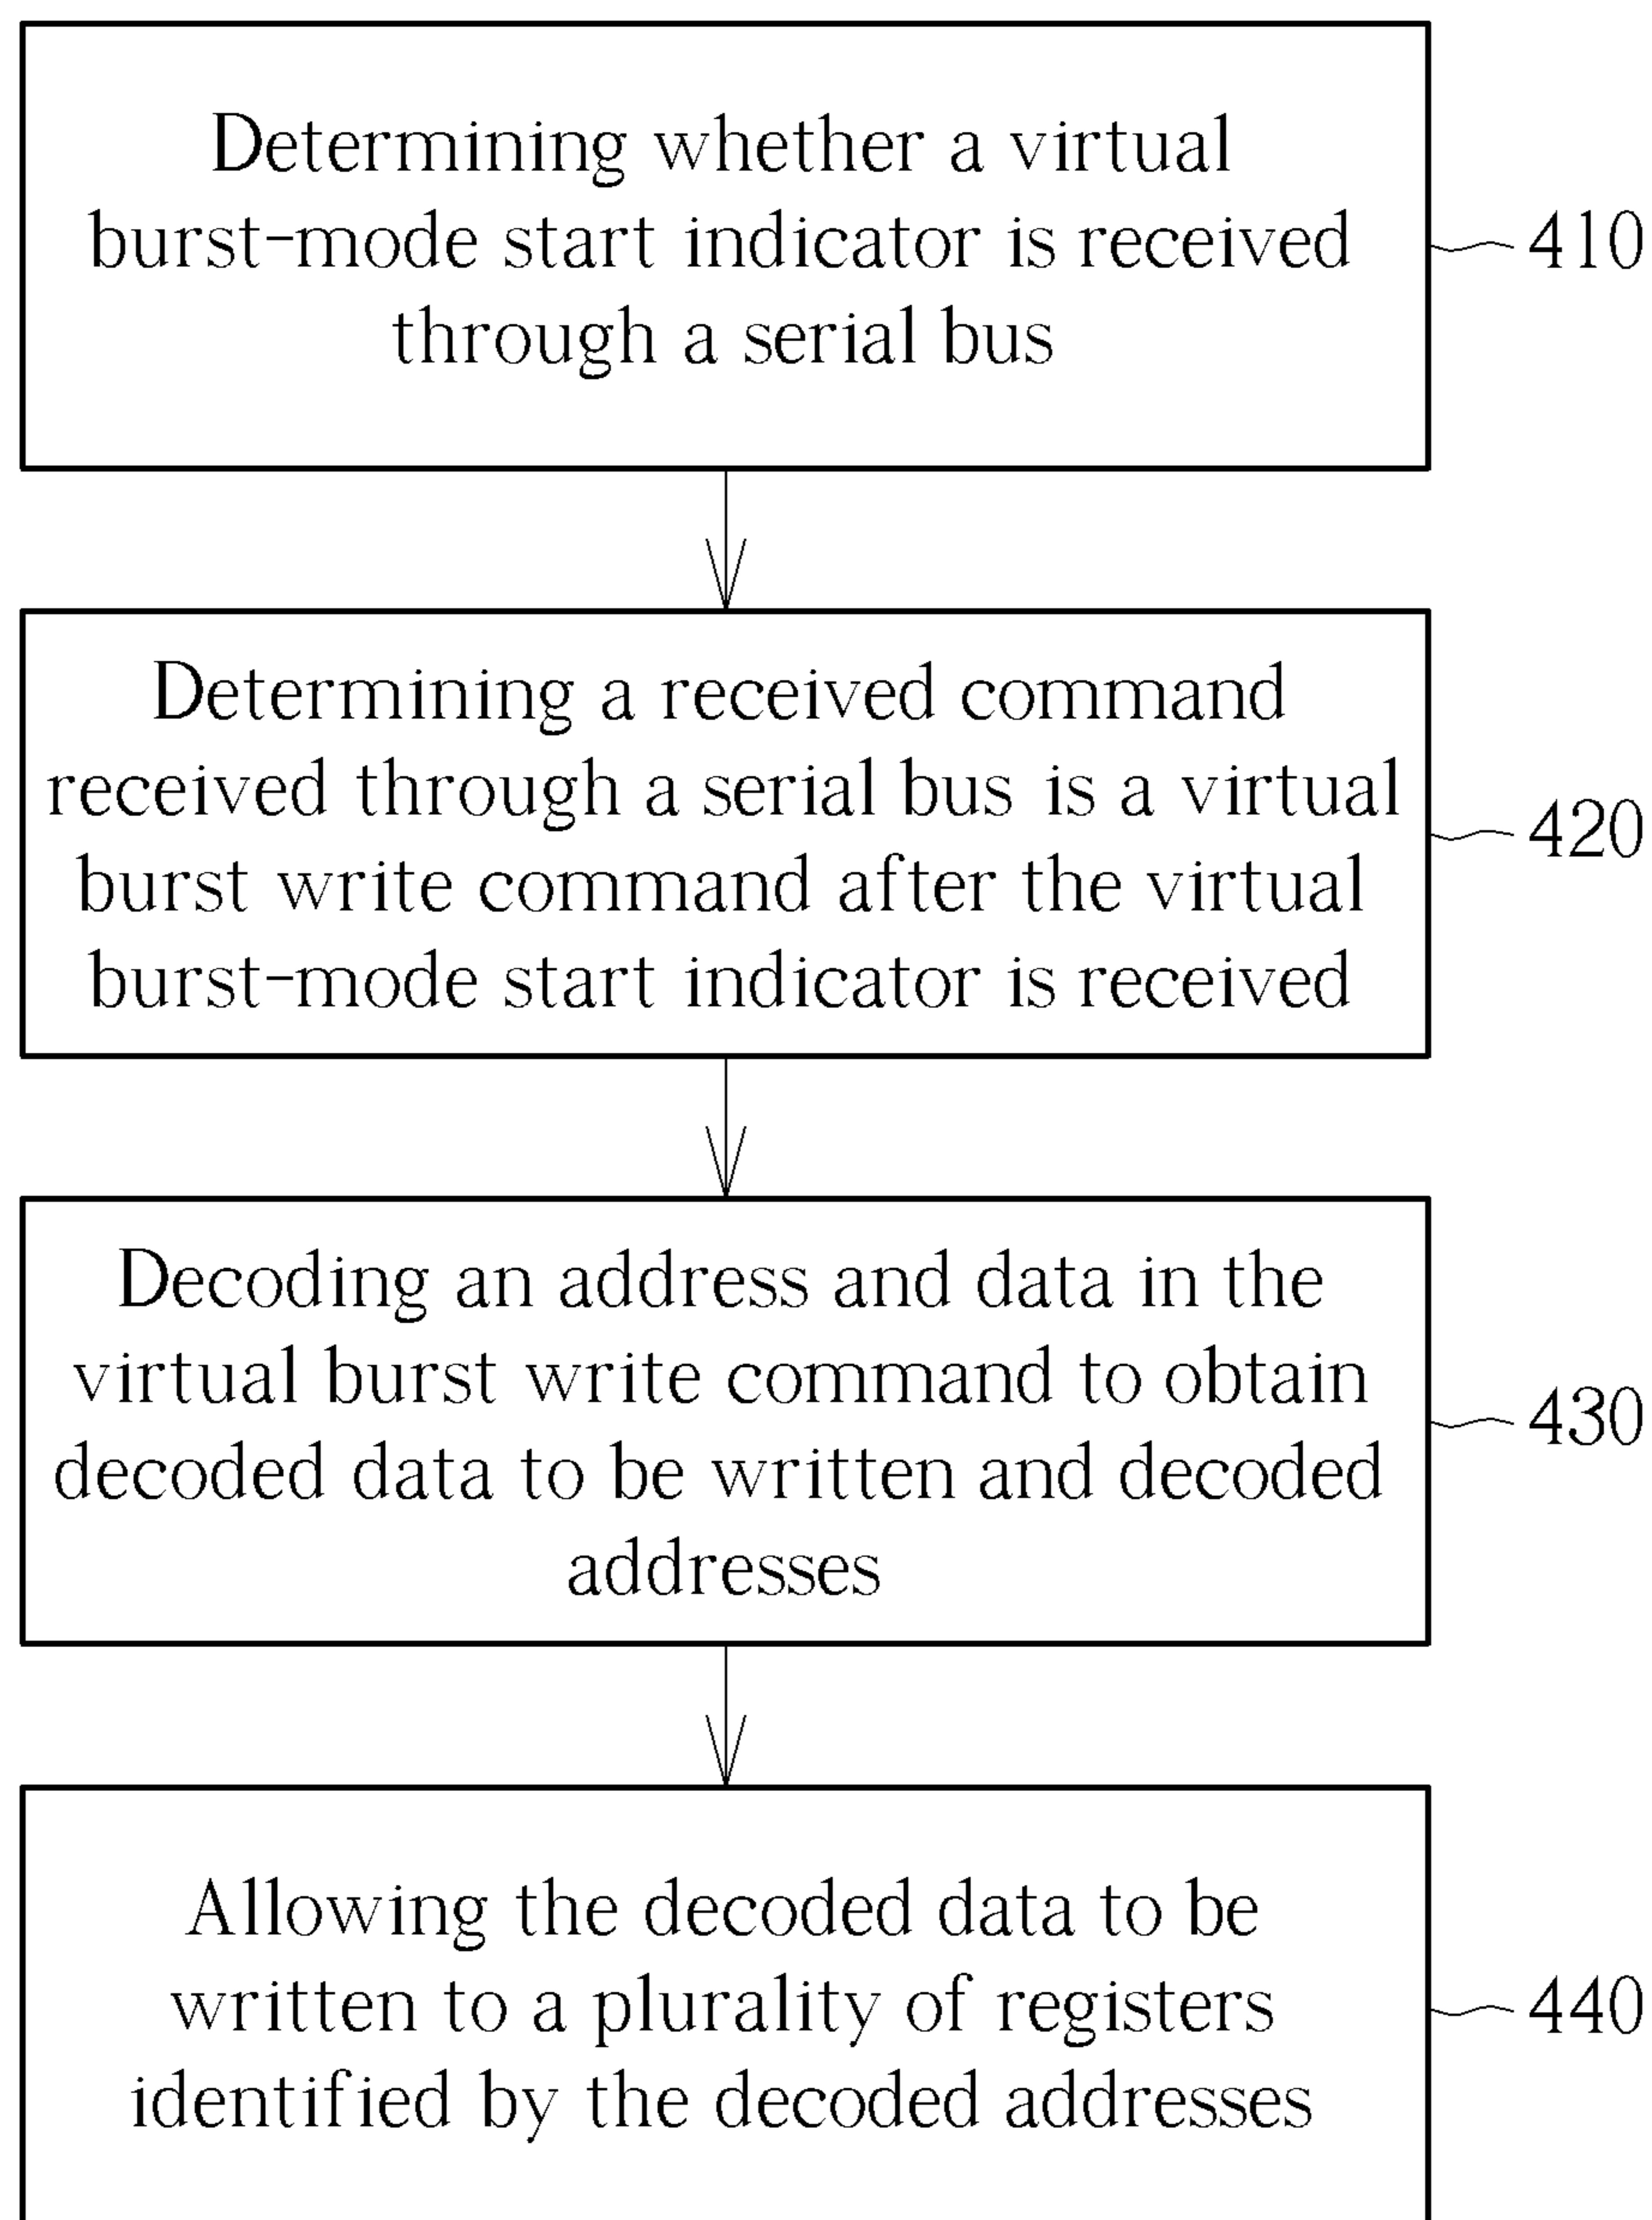 Determining whether a virtual
burst-mode start indicator is received
through a serial bus
410
Determining a received command
received through a serial bus is a virtual
burst write command after the virtual
burst-mode start indicator is received
420
Decoding an address and data in the
virtual burst write command to obtain
decoded data to be written and decoded
addresses
430
Allowing the decoded data to be
written to a plurality of registers
identified by the decoded addresses
440